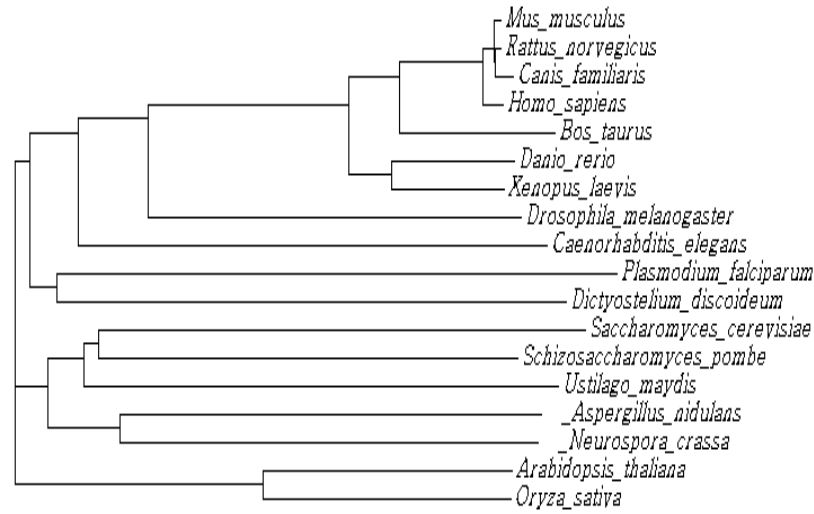 Mus_musculus
Rattus_norvegicus
Canis_familiaris
Homo_sapiens
Bos_taurus
Danio_rerio
Xenopus_laevis
Drosophila_melanogaster
Caenorhabditis_elegans
Plasmodium_falciparum
Dictyostelium_discoideum
Saccharomyces_cerevisiae
Schizosaccharomyces_pombe
Ustilago_maydis
_Aspergillus_nidulans
_Neurospora_crassa
Arabidopsis_thaliana
Oryza_sativa